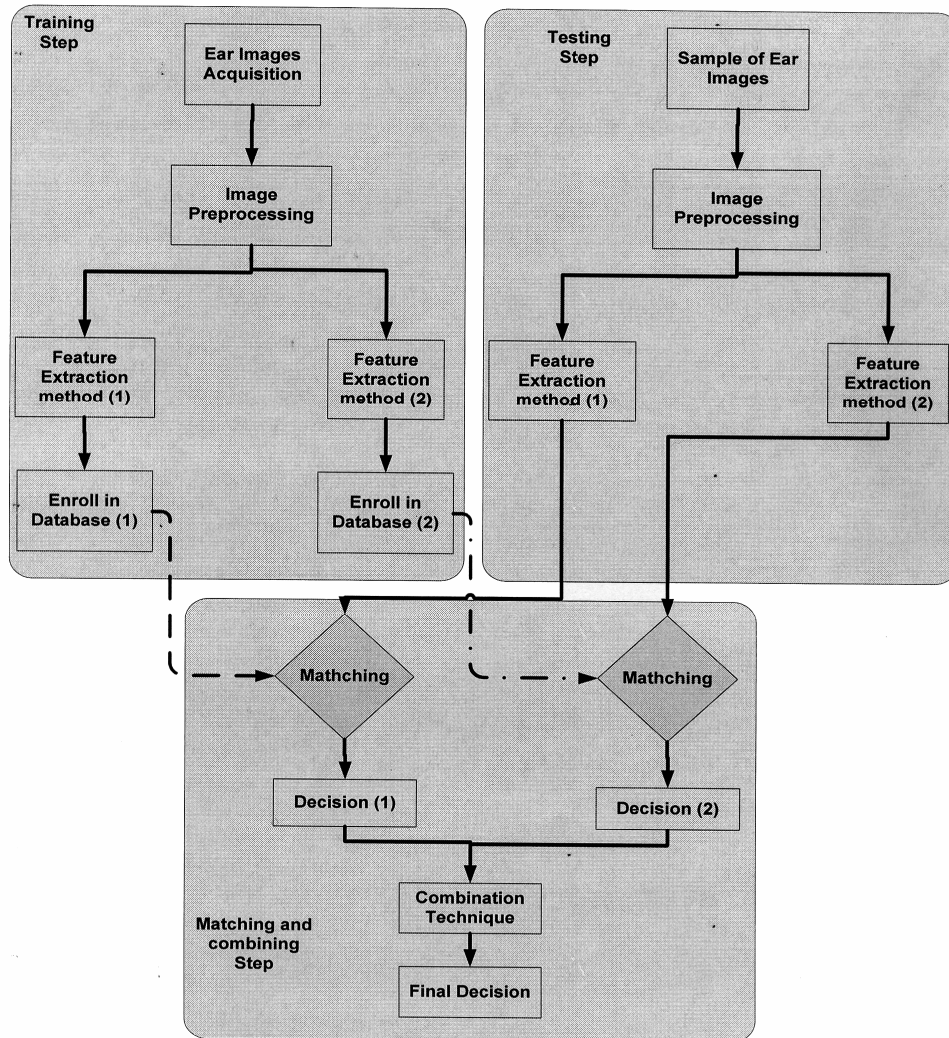 Training
Step
Ear Images
Acquisition
Image
Preprocessing
Feature
Extraction
method (1)
Feature
Extraction
method (2)
Enroll in
Database (1)
Enroll in
Database (2)
Testing
Step
Sample of Ear
Images
Image
Preprocessing
Feature
Extraction
method (1)
Feature
Extraction
method (2)
Mathching
Mathching
Decision (1)
Decision (2)
Combination
Technique
Matching and
combining
Step
Final Decision